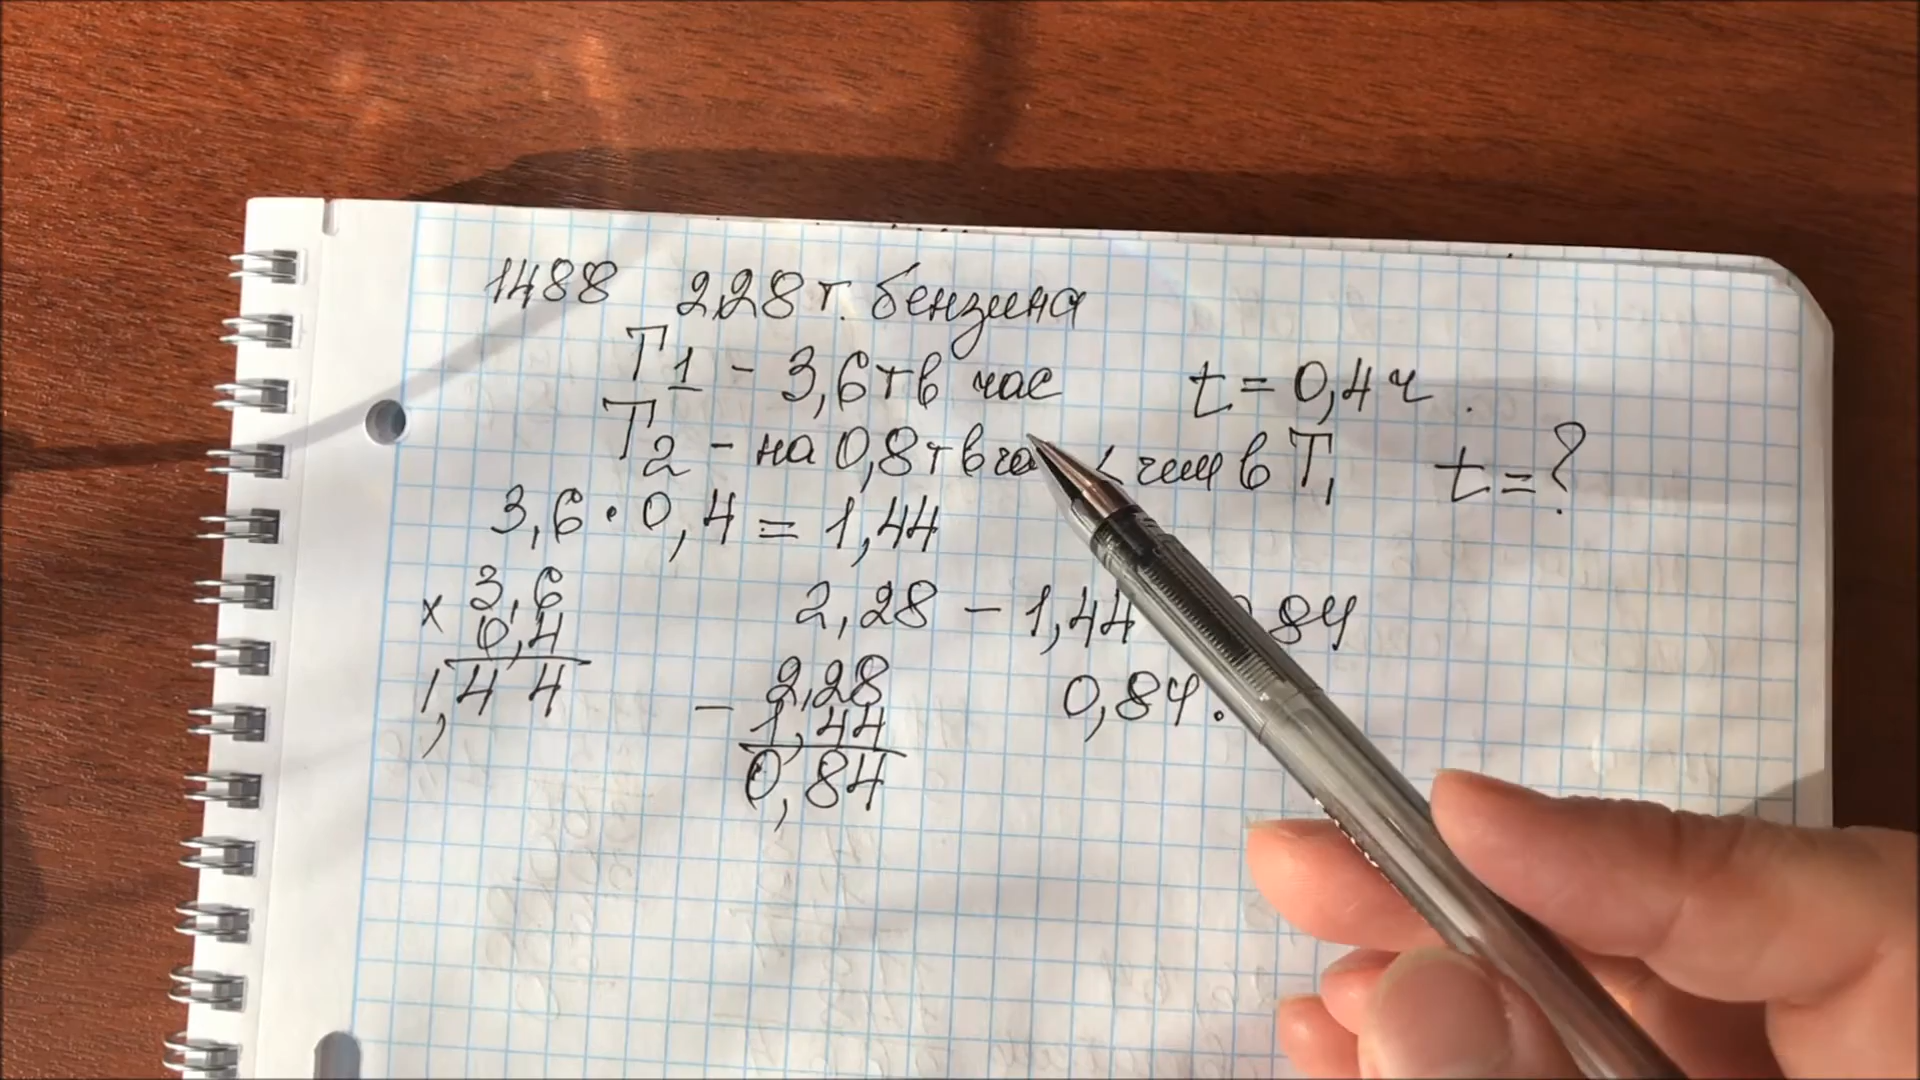 1488 2,28 т. бензина
Т1 - 3,6 т в час t = 0,4 ч.
Т2 - на 0,8 т в ча < чем в Т1 t = ?
3,6 · 0,4 = 1,44
× 3,6
0,4
1,44
2,28 - 1,44 84
- 2,28
1,44
0,84
0,84 :